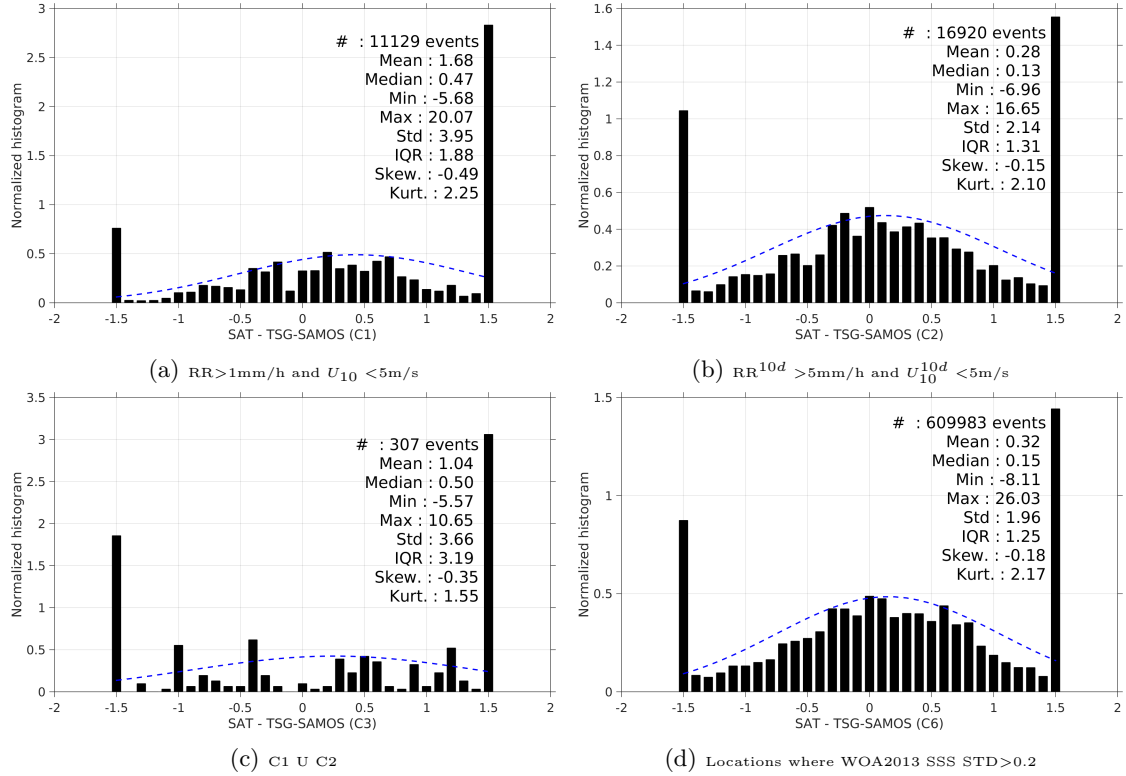 3
2.5
2
1.5
1
0.5
0
Normalized histogram
# : 11129 events
Mean : 1.68
Median : 0.47
Min : -5.68
Max : 20.07
Std : 3.95
IQR : 1.88
Skew. : -0.49
Kurt. : 2.25
-2 -1.5 -1 -0.5 0 0.5 1 1.5 2
SAT - TSG-SAMOS (C1)
(a) RR>1mm/h and U10 <5m/s
1.6
1.4
1.2
1
0.8
0.6
0.4
0.2
0
Normalized histogram
# : 16920 events
Mean : 0.28
Median : 0.13
Min : -6.96
Max : 16.65
Std : 2.14
IQR : 1.31
Skew. : -0.15
Kurt. : 2.10
-2 -1.5 -1 -0.5 0 0.5 1 1.5 2
SAT - TSG-SAMOS (C2)
(b) RR10d >5mm/h and U10d10 <5m/s
3.5
3
2.5
2
1.5
1
0.5
0
Normalized histogram
# : 307 events
Mean : 1.04
Median : 0.50
Min : -5.57
Max : 10.65
Std : 3.66
IQR : 3.19
Skew. : -0.35
Kurt. : 1.55
-2 -1.5 -1 -0.5 0 0.5 1 1.5 2
SAT - TSG-SAMOS (C3)
(c) C1 U C2
1.5
1
0.5
0
Normalized histogram
# : 609983 events
Mean : 0.32
Median : 0.15
Min : -8.11
Max : 26.03
Std : 1.96
IQR : 1.25
Skew. : -0.18
Kurt. : 2.17
-2 -1.5 -1 -0.5 0 0.5 1 1.5 2
SAT - TSG-SAMOS (C6)
(d) Locations where WOA2013 SSS STD>0.2